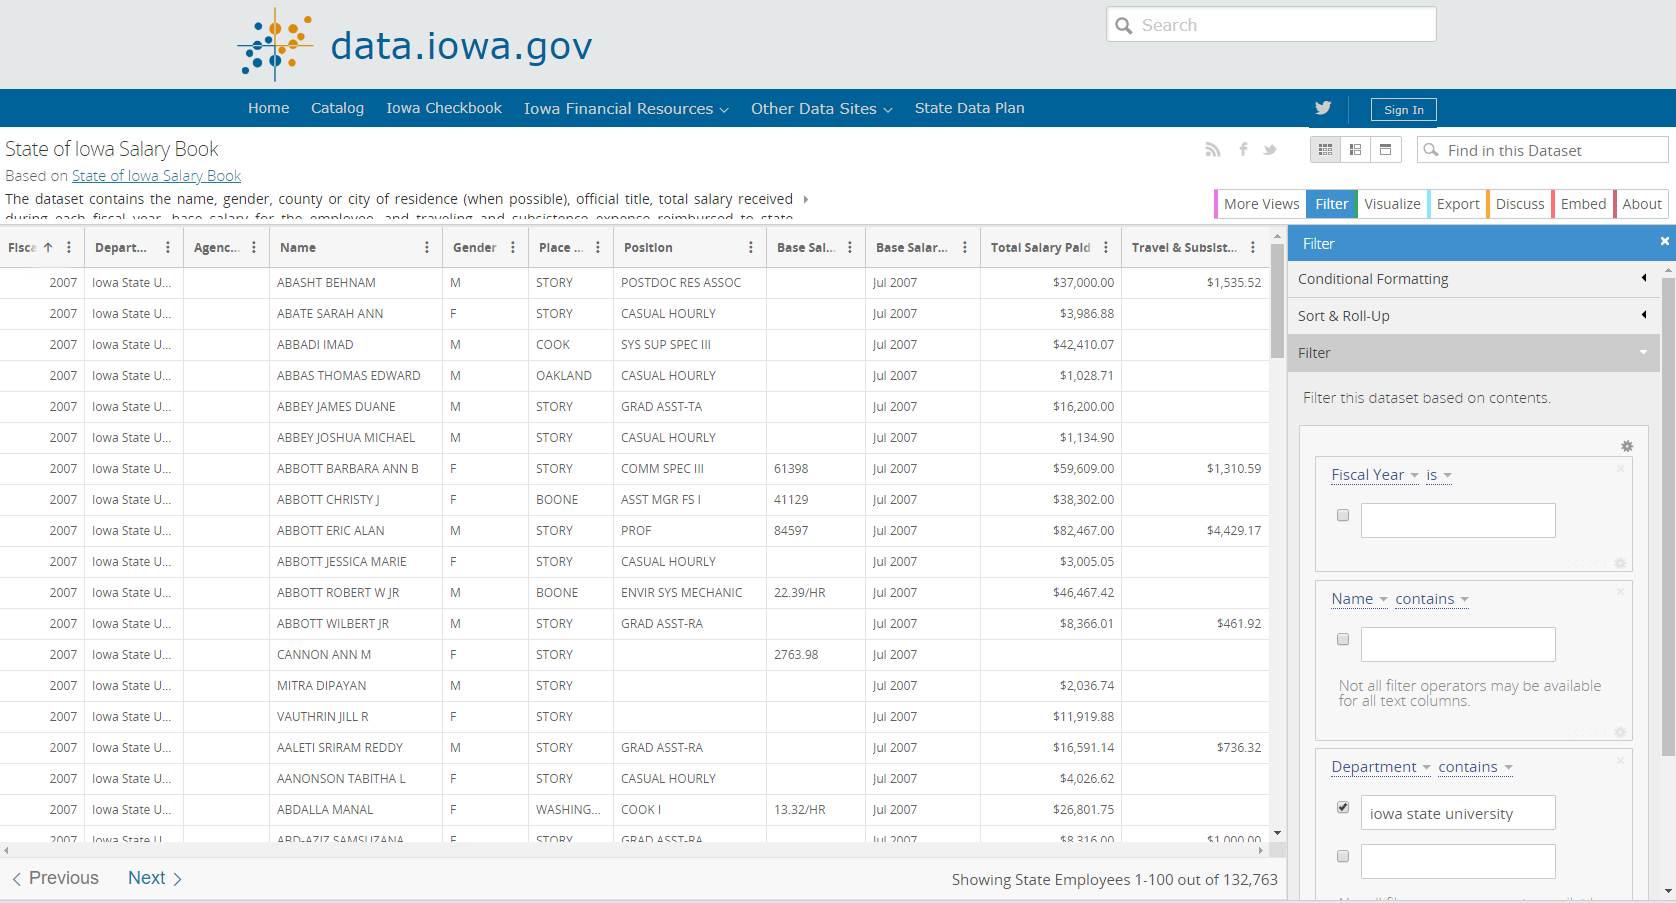 data.iowa.gov
Search
Home Catalog Iowa Checkbook Iowa Financial Resources Other Data Sites State Data Plan Sign In
State of Iowa Salary Book
Find in this Dataset
Based on State of Iowa Salary Book
The dataset contains the name, gender, county or city of residence (when possible), official title, total salary received
during each fiscal year, base salary for the employee, and traveling and subsistence expense reimbursed to state
More Views Filter Visualize Export Discuss Embed About
Fisca Depart... Agenc... Name Gender Place ... Position Base Sal... Base Salar... Total Salary Paid Travel & Subsist...
2007 Iowa State U... ABASHT BEHNAM M STORY POSTDOC RES ASSOC Jul 2007 $37,000.00 $1,535.52
2007 Iowa State U... ABATE SARAH ANN F STORY CASUAL HOURLY Jul 2007 $3,986.88
2007 Iowa State U... ABBADI IMAD M COOK SYS SUP SPEC III Jul 2007 $42,410.07
2007 Iowa State U... ABBAS THOMAS EDWARD M OAKLAND CASUAL HOURLY Jul 2007 $1,028.71
2007 Iowa State U... ABBEY JAMES DUANE M STORY GRAD ASST-TA Jul 2007 $16,200.00
2007 Iowa State U... ABBEY JOSHUA MICHAEL M STORY CASUAL HOURLY Jul 2007 $1,134.90
2007 Iowa State U... ABBOTT BARBARA ANN B F STORY COMM SPEC III 61398 Jul 2007 $59,609.00 $1,310.59
2007 Iowa State U... ABBOTT CHRISTY J F BOONE ASST MGR FS I 41129 Jul 2007 $38,302.00
2007 Iowa State U... ABBOTT ERIC ALAN M STORY PROF 84597 Jul 2007 $82,467.00 $4,429.17
2007 Iowa State U... ABBOTT JESSICA MARIE F STORY CASUAL HOURLY Jul 2007 $3,005.05
2007 Iowa State U... ABBOTT ROBERT W JR M BOONE ENVIR SYS MECHANIC 22.39/HR Jul 2007 $46,467.42
2007 Iowa State U... ABBOTT WILBERT JR M STORY GRAD ASST-RA Jul 2007 $8,366.01 $461.92
2007 Iowa State U... CANNON ANN M F STORY 2763.98 Jul 2007
2007 Iowa State U... MITRA DIPAYAN M STORY Jul 2007 $2,036.74
2007 Iowa State U... VAUTHRIN JILL R F STORY Jul 2007 $11,919.88
2007 Iowa State U... AALETI SRIRAM REDDY M STORY GRAD ASST-RA Jul 2007 $16,591.14 $736.32
2007 Iowa State U... AANONSON TABITHA L F STORY CASUAL HOURLY Jul 2007 $4,026.62
2007 Iowa State U... ABDALLA MANAL F WASHING... COOK I 13.32/HR Jul 2007 $26,801.75
2007 Iowa State U... ABD-AZIZ SAMSUZANA F STORY GRAD ASST-RA Jul 2007 $8,316.00 $1,000.00
Previous Next
Showing State Employees 1-100 out of 132,763
Filter
Conditional Formatting
Sort & Roll-Up
Filter
Filter this dataset based on contents.
Fiscal Year is
Name contains
Not all filter operators may be available
for all text columns.
Department contains
iowa state university